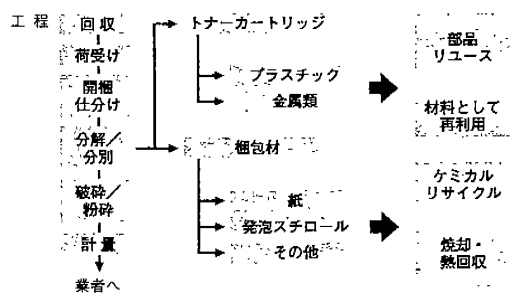 工程
回収
荷受け
開梱
仕分け
分解／
分別
破砕／
粉砕
計量
業者へ
トナーカートリッジ
プラスチック
金属類
梱包材
紙
発泡スチロール
その他
部品
リユース
材料として
再利用
ケミカル
リサイクル
焼却・
熱回収